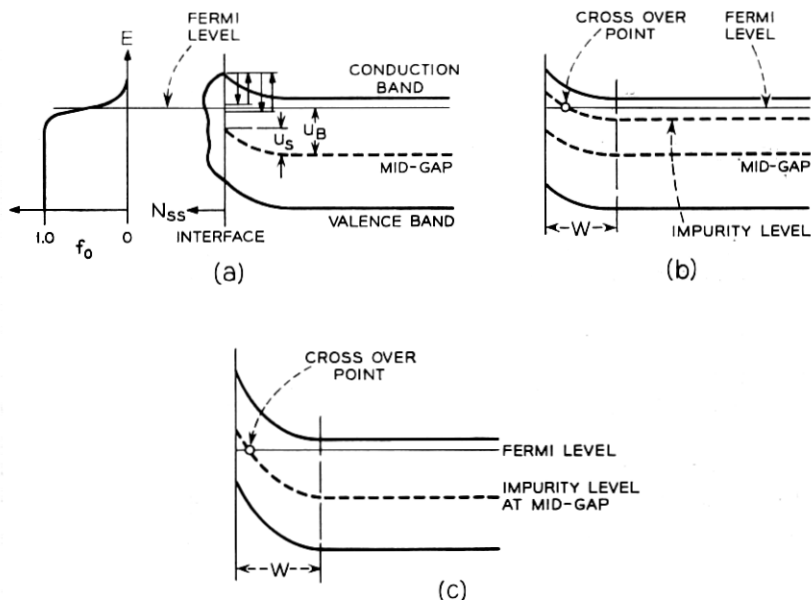 E
FERMI
LEVEL
CONDUCTION
BAND
u_S
u_B
MID-GAP
N_SS
VALENCE BAND
INTERFACE
1.0
f_o
0
(a)
CROSS OVER
POINT
FERMI
LEVEL
MID-GAP
IMPURITY LEVEL
W
(b)
CROSS OVER
POINT
FERMI LEVEL
IMPURITY LEVEL
AT MID-GAP
W
(c)